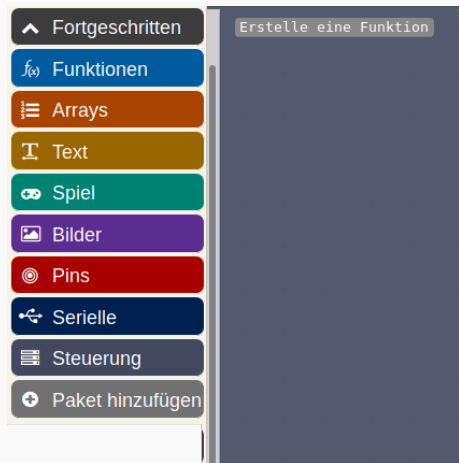 Fortgeschritten
Erstelle eine Funktion
f(x) Funktionen
Arrays
Text
Spiel
Bilder
Pins
Serielle
Steuerung
Paket hinzufügen